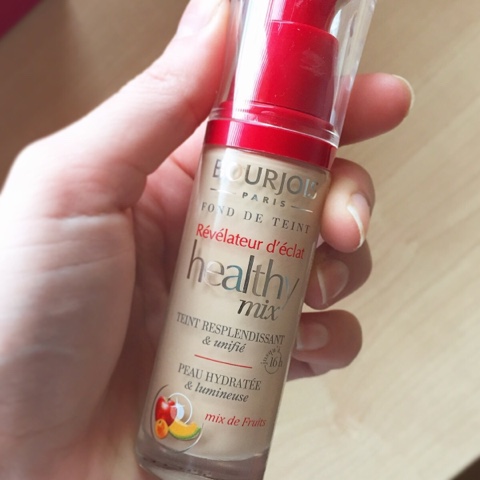 BOURJOIS
PARIS
FOND DE TEINT
Révélateur d'éclat
healthy
mix
TEINT RESPLENDISSANT
& unifié
16h
PEAU HYDRATÉE
& lumineuse
mix de Fruits